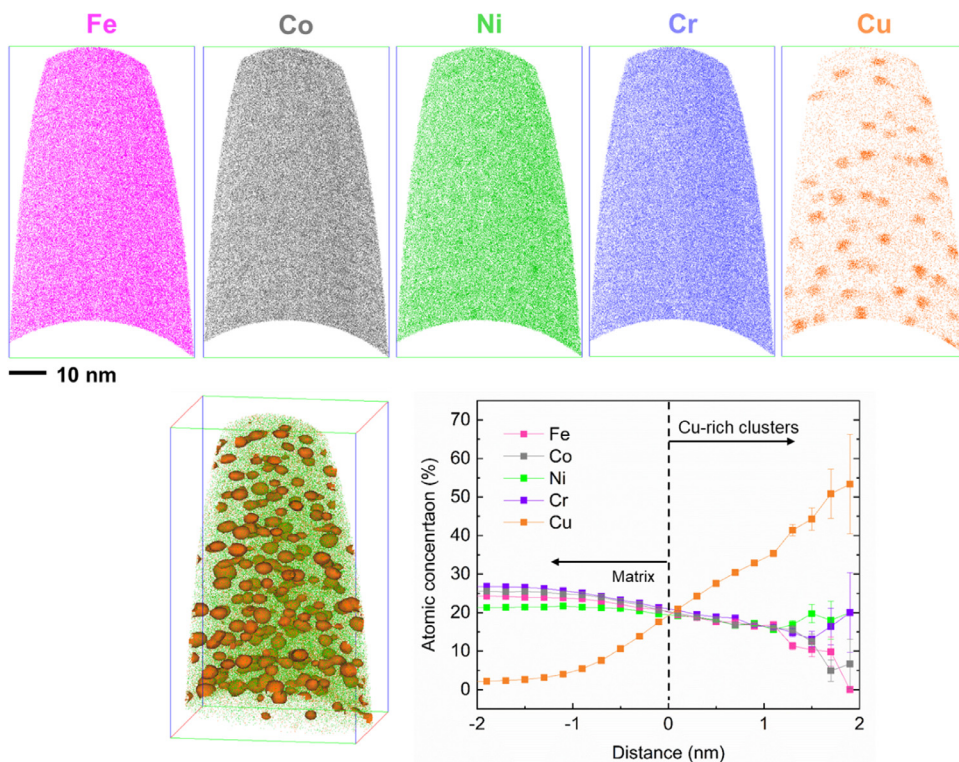 Fe Co Ni Cr Cu
10 nm
Atomic concenrtaon (%)
70
60
50
40
30
20
10
0
Fe
Co
Ni
Cr
Cu
Cu-rich clusters
Matrix
-2 -1 0 1 2
Distance (nm)